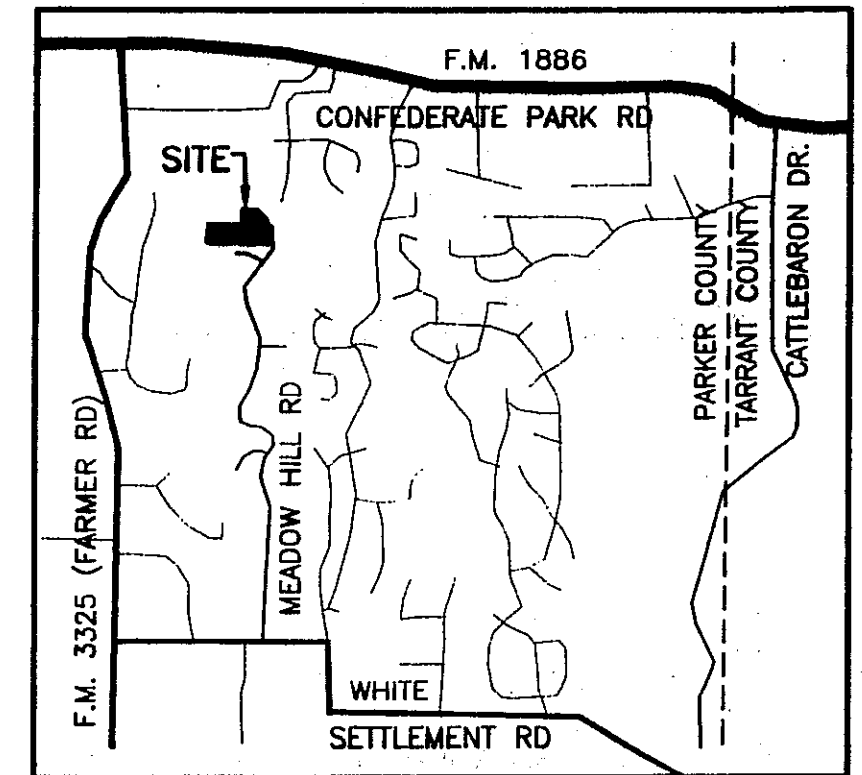 F.M. 1886
CONFEDERATE PARK RD
SITE
PARKER COUNTY
TARRANT COUNTY
CATTLEBARON DR.
F.M. 3325 (FARMER RD)
MEADOW HILL RD
WHITE
SETTLEMENT RD